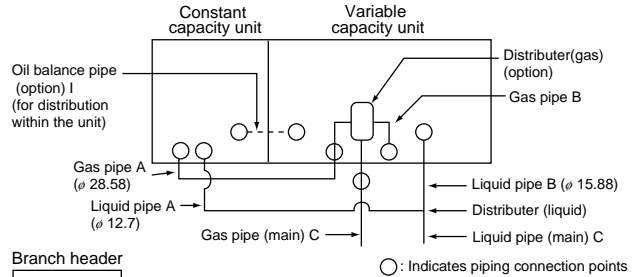 Constant
capacity unit
Variable
capacity unit
Oil balance pipe
(option) I
(for distribution
within the unit)
Distributer(gas)
(option)
Gas pipe B
Gas pipe A
(ø 28.58)
Liquid pipe A
(ø 12.7)
Gas pipe (main) C
Liquid pipe B (ø 15.88)
Distributer (liquid)
Liquid pipe (main) C
Branch header
: Indicates piping connection points